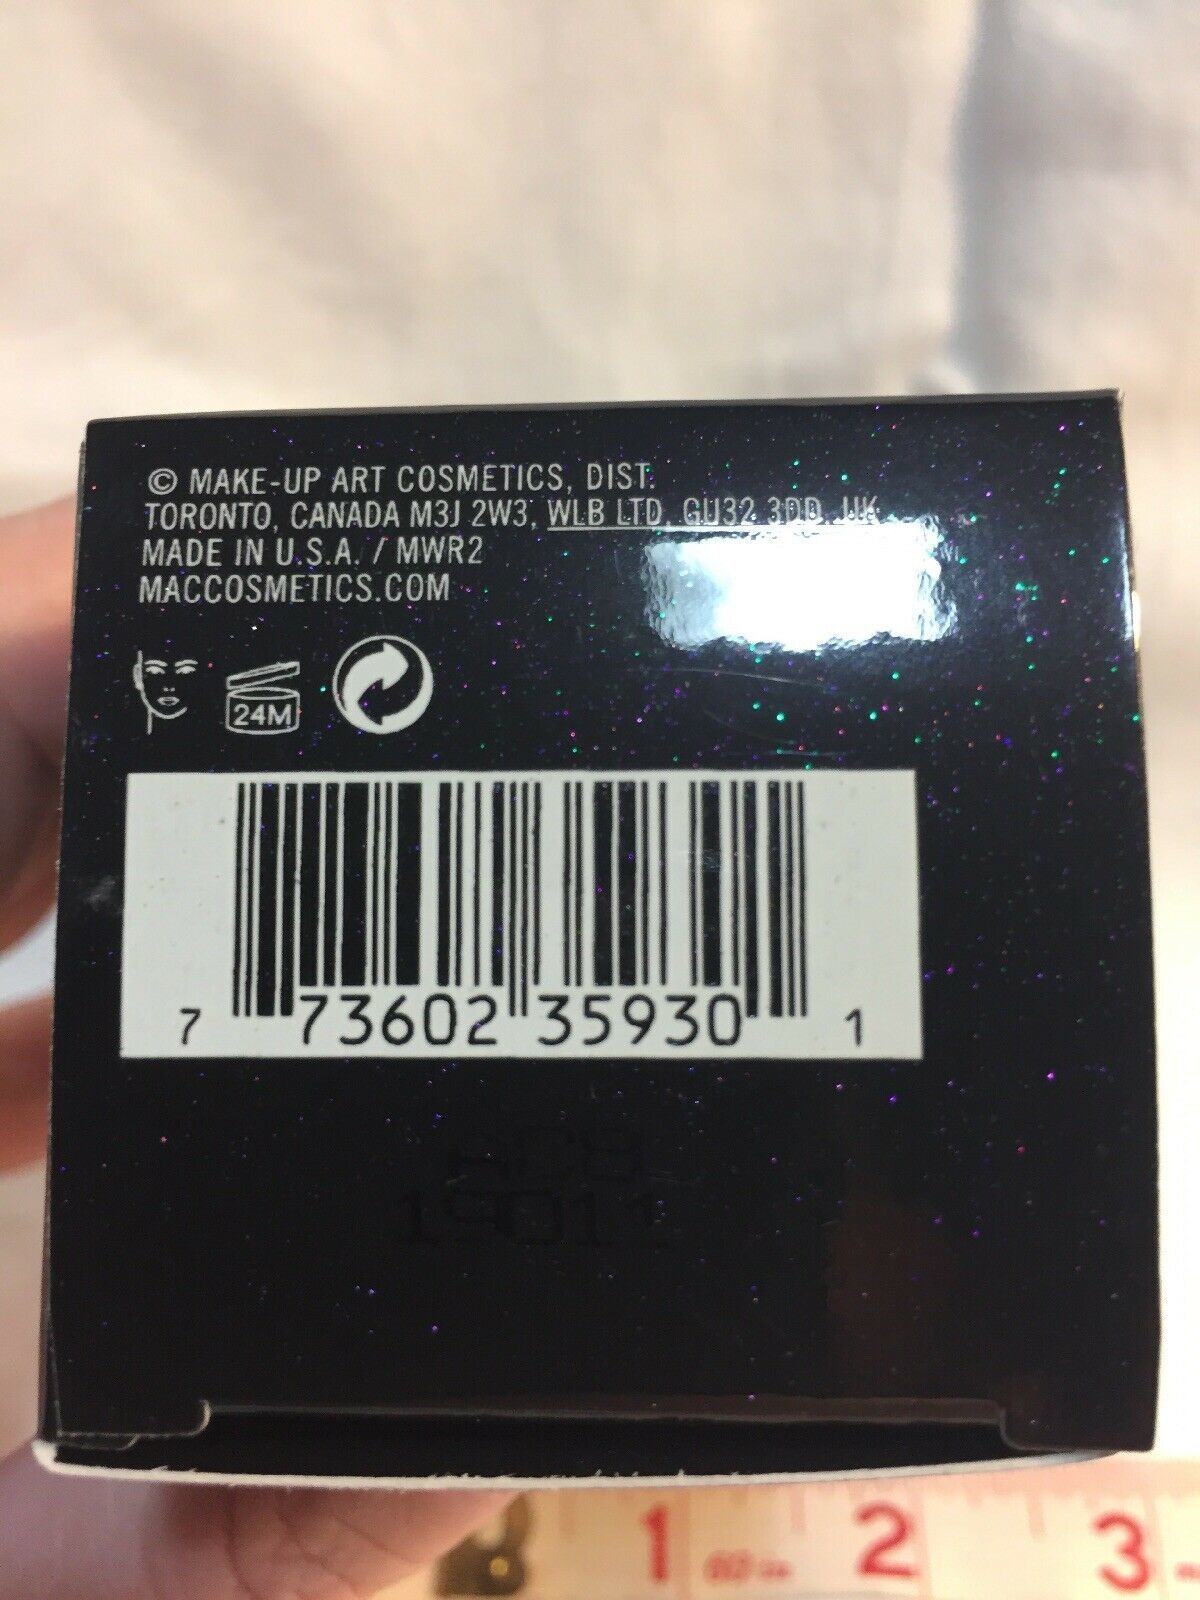 © MAKE-UP ART COSMETICS, DIST.
TORONTO, CANADA M3J 2W3, WLB LTD, GU32 3DD, UK
MADE IN U.S.A. / MWR2
MACCOSMETICS.COM
24M
7 73602 35930 1
19011
1 2 3